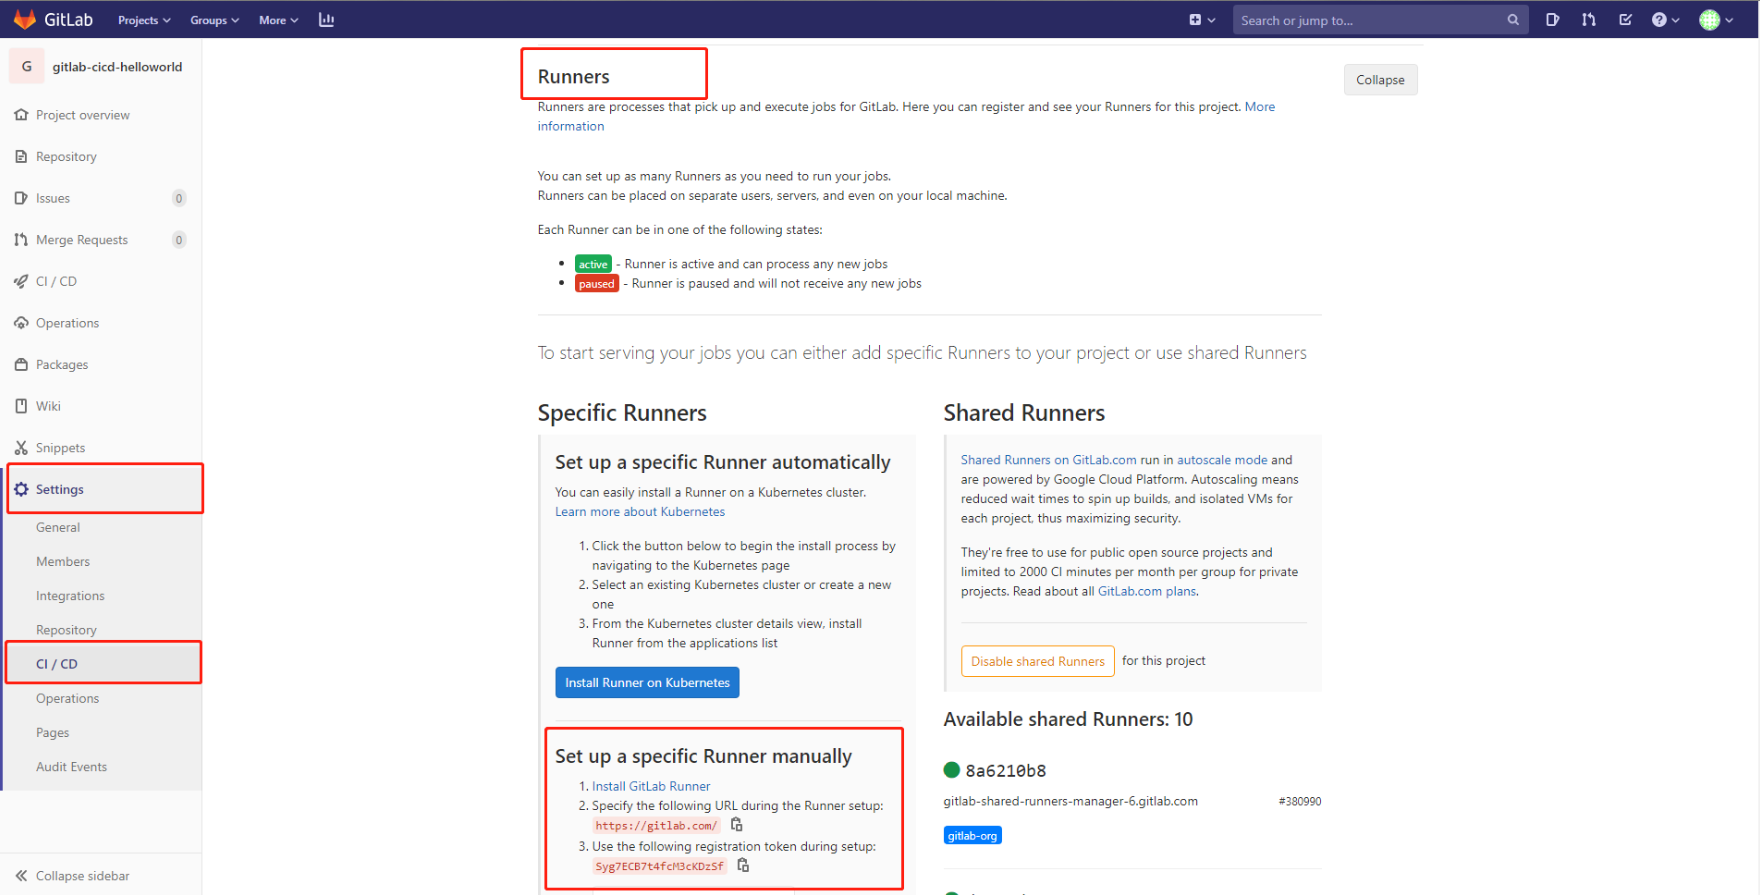 GitLab
Projects
Groups
More
Search or jump to...
G
gitlab-cicd-helloworld
Project overview
Repository
Issues 0
Merge Requests 0
CI / CD
Operations
Packages
Wiki
Snippets
Settings
General
Members
Integrations
Repository
CI / CD
Operations
Pages
Audit Events
Collapse sidebar
Runners
Collapse
Runners are processes that pick up and execute jobs for GitLab. Here you can register and see your Runners for this project. More
information
You can set up as many Runners as you need to run your jobs.
Runners can be placed on separate users, servers, and even on your local machine.
Each Runner can be in one of the following states:
active - Runner is active and can process any new jobs
paused - Runner is paused and will not receive any new jobs
To start serving your jobs you can either add specific Runners to your project or use shared Runners
Specific Runners
Set up a specific Runner automatically
You can easily install a Runner on a Kubernetes cluster.
Learn more about Kubernetes
1. Click the button below to begin the install process by
navigating to the Kubernetes page
2. Select an existing Kubernetes cluster or create a new
one
3. From the Kubernetes cluster details view, install
Runner from the applications list
Install Runner on Kubernetes
Set up a specific Runner manually
1. Install GitLab Runner
2. Specify the following URL during the Runner setup:
https://gitlab.com/
3. Use the following registration token during setup:
Syg7ECB7t4fcM3cKDzSf
Shared Runners
Shared Runners on GitLab.com run in autoscale mode and
are powered by Google Cloud Platform. Autoscaling means
reduced wait times to spin up builds, and isolated VMs for
each project, thus maximizing security.
They're free to use for public open source projects and
limited to 2000 CI minutes per month per group for private
projects. Read about all GitLab.com plans.
Disable shared Runners for this project
Available shared Runners: 10
8a6210b8
gitlab-shared-runners-manager-6.gitlab.com #380990
gitlab-org